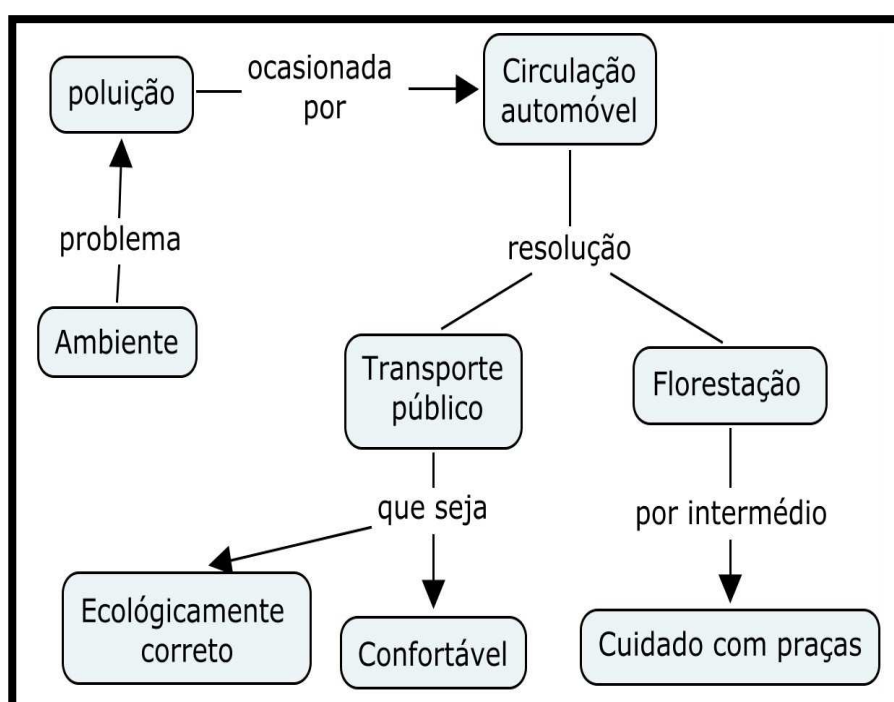 poluição
ocasionada
por
Circulação
automóvel
problema
Ambiente
resolução
Transporte
público
Florestação
que seja
por intermédio
Ecológicamente
correto
Confortável
Cuidado com praças